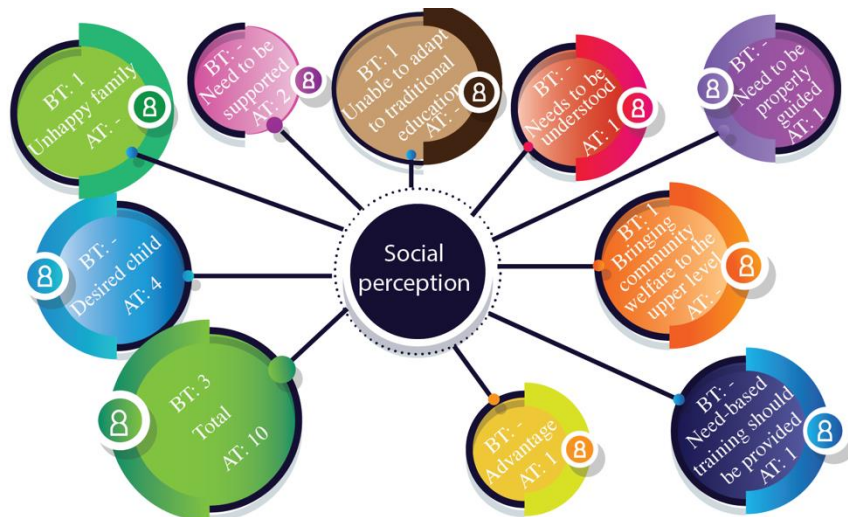 BT: 1
Unhappy family
AT: -
BT: -
Need to be
supported
AT: 2
BT: 1
Unable to adapt
to traditional
education
AT: -
BT: -
Needs to be
understood
AT: 1
BT: -
Need to be
properly
guided
AT: 1
BT: -
Desired child
AT: 4
Social
perception
BT: 1
Bringing
community
welfare to the
upper level
AT: -
BT: 3
Total
AT: 10
BT: -
Advantage
AT: 1
BT: -
Need-based
training should
be provided
AT: 1